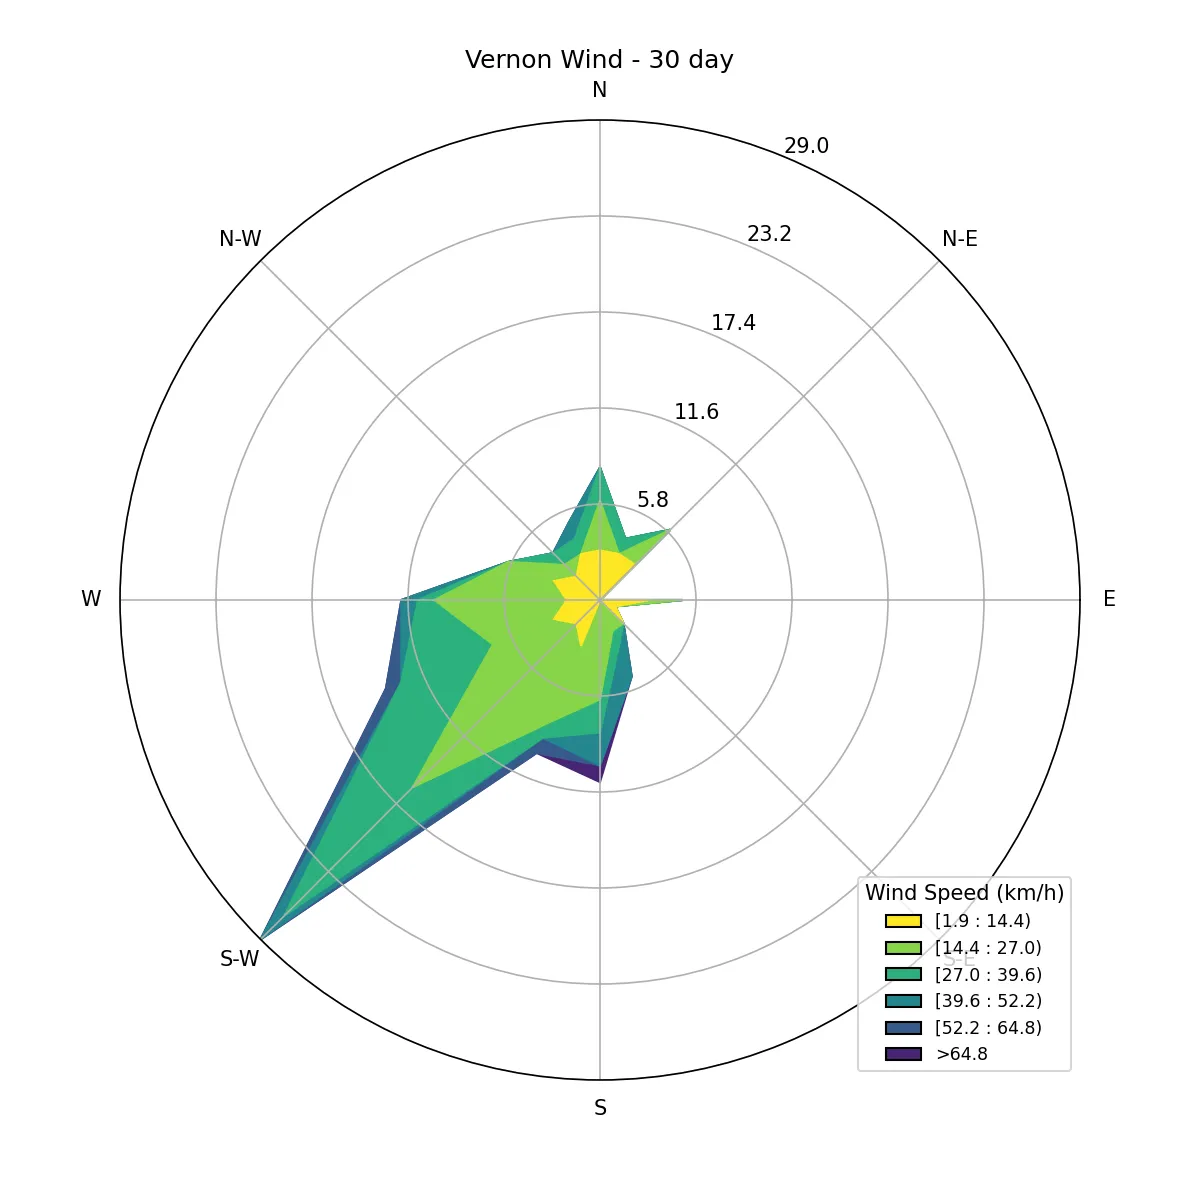 Vernon Wind - 30 day
N
29.0
N-W
N-E
23.2
17.4
11.6
5.8
W
E
Wind Speed (km/h)
[1.9 : 14.4)
[14.4 : 27.0)
S-W
S-E
[27.0 : 39.6)
[39.6 : 52.2)
[52.2 : 64.8)
>64.8
S